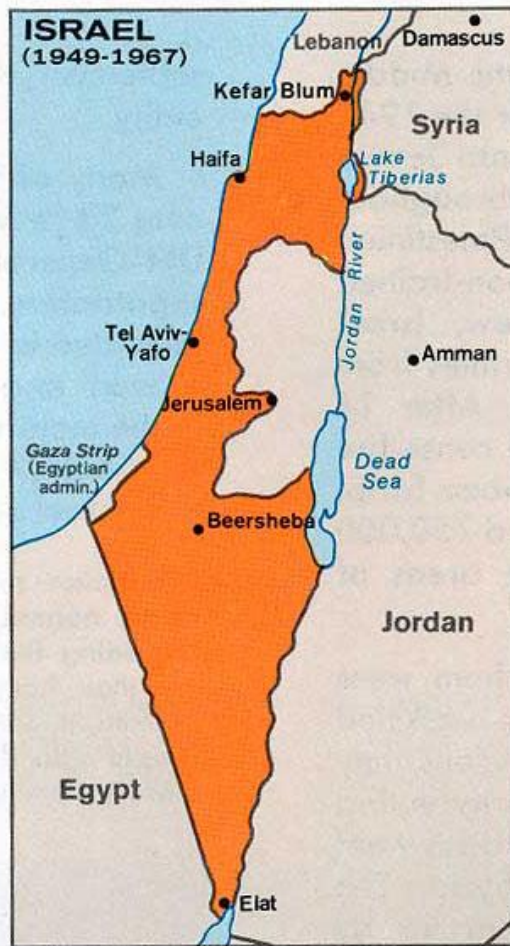 ISRAEL
(1949-1967)
Lebanon
Damascus
Kefar Blum
Syria
Haifa
Lake
Tiberias
Jordan River
Tel Aviv-
Yafo
Amman
Jerusalem
Gaza Strip
(Egyptian
admin.)
Dead
Sea
Beersheba
Jordan
Egypt
Elat